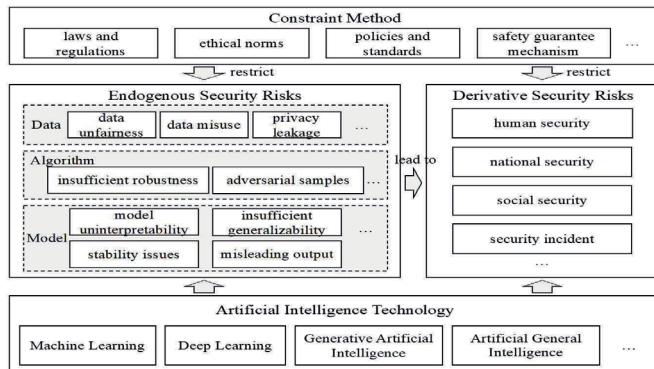 Constraint Method
laws and
regulations
ethical norms
policies and
standards
safety guarantee
mechanism
...
restrict
restrict
Endogenous Security Risks
Data
data
unfairness
data misuse
privacy
leakage
...
Algorithm
insufficient robustness
adversarial samples
...
Model
model
uninterpretability
insufficient
generalizability
...
stability issues
misleading output
lead to
Derivative Security Risks
human security
national security
social security
security incident
...
Artificial Intelligence Technology
Machine Learning
Deep Learning
Generative Artificial
Intelligence
Artificial General
Intelligence
...